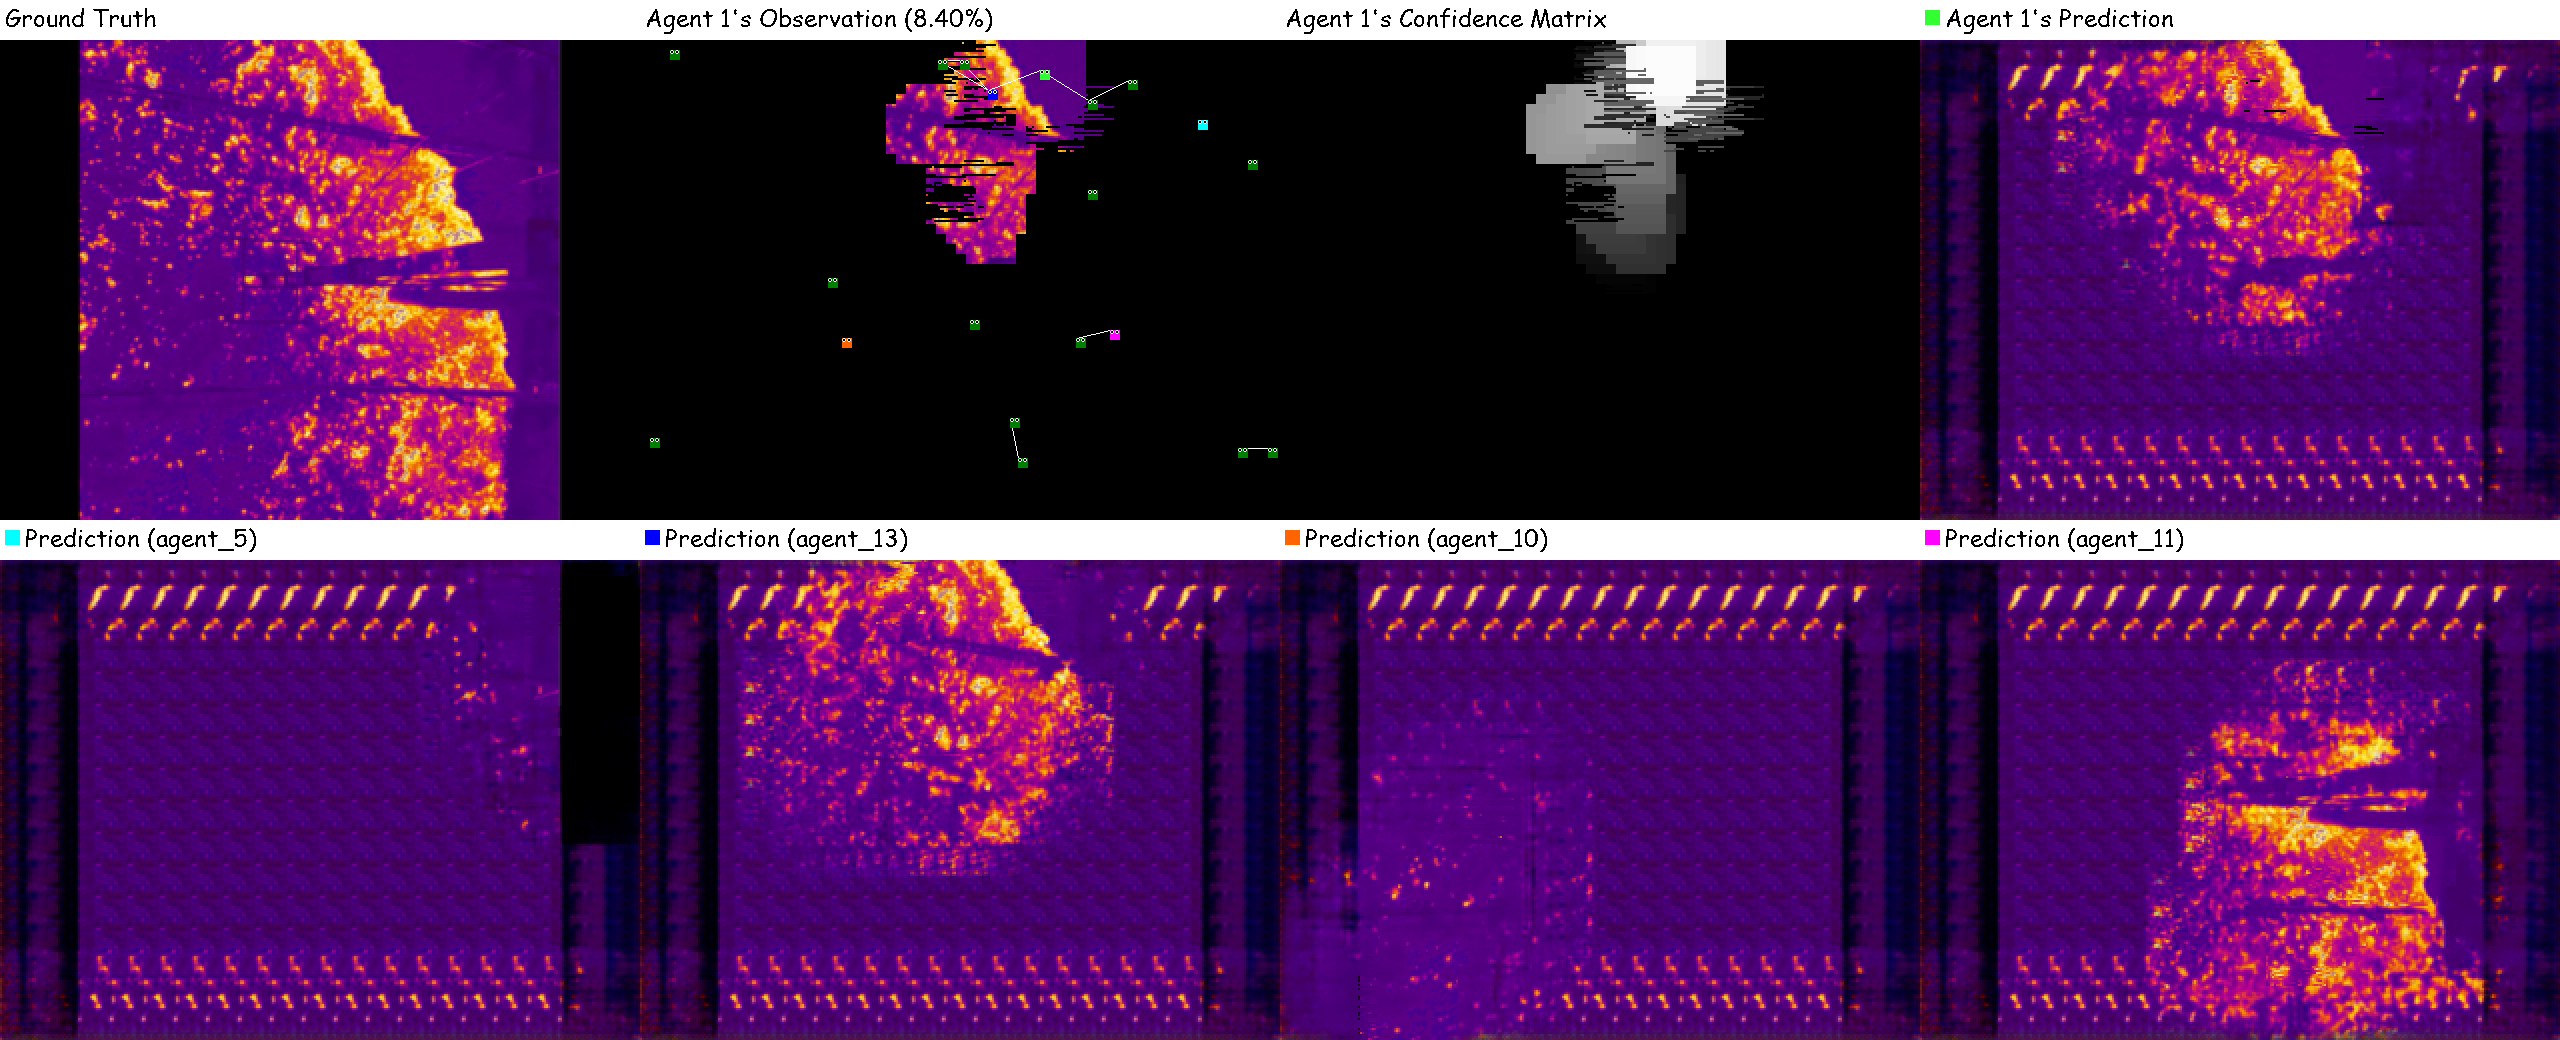 Ground Truth
Agent 1's Observation (8.40%)
Agent 1's Confidence Matrix
Agent 1's Prediction
Prediction (agent_5)
Prediction (agent_13)
Prediction (agent_10)
Prediction (agent_11)